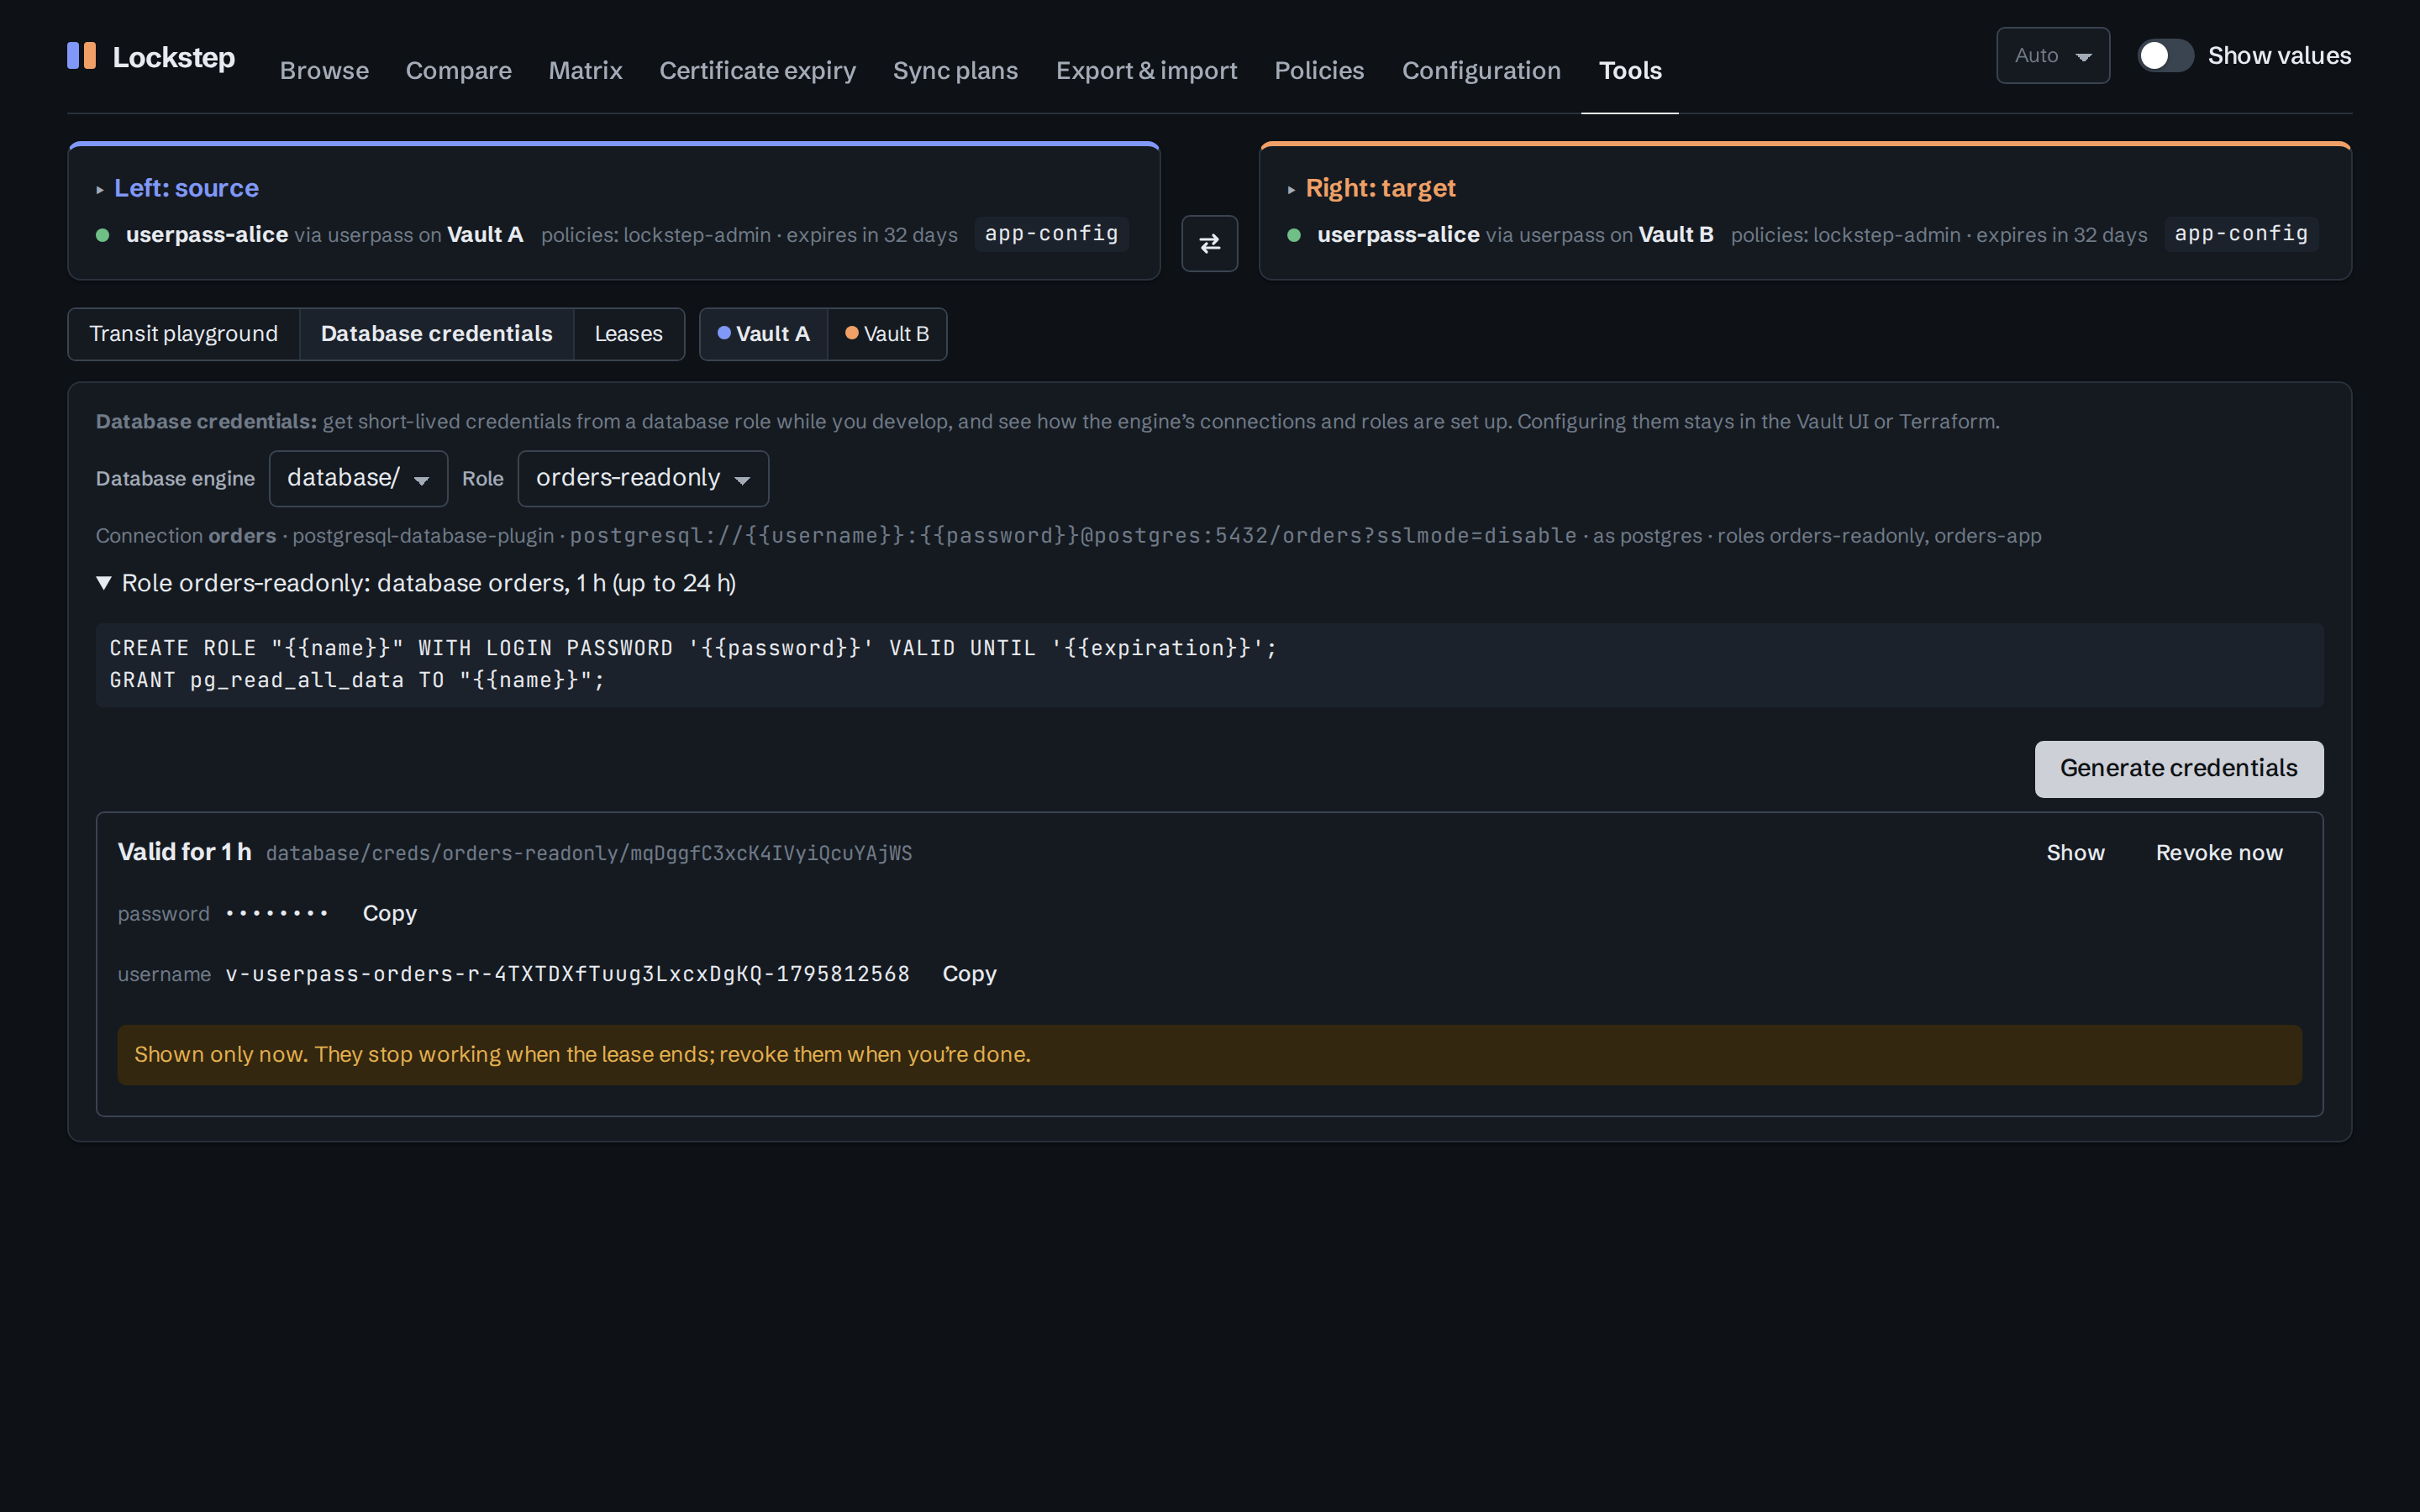 Lockstep
Browse Compare Matrix Certificate expiry Sync plans Export & import Policies Configuration Tools
Auto Show values
Left: source
userpass-alice via userpass on Vault A policies: lockstep-admin · expires in 32 days app-config
Right: target
userpass-alice via userpass on Vault B policies: lockstep-admin · expires in 32 days app-config
Transit playground Database credentials Leases Vault A Vault B
Database credentials: get short-lived credentials from a database role while you develop, and see how the engine’s connections and roles are set up. Configuring them stays in the Vault UI or Terraform.
Database engine database/ Role orders-readonly
Connection orders · postgresql-database-plugin · postgresql://{{username}}:{{password}}@postgres:5432/orders?sslmode=disable · as postgres · roles orders-readonly, orders-app
Role orders-readonly: database orders, 1 h (up to 24 h)
CREATE ROLE "{{name}}" WITH LOGIN PASSWORD '{{password}}' VALID UNTIL '{{expiration}}';
GRANT pg_read_all_data TO "{{name}}";
Generate credentials
Valid for 1 h database/creds/orders-readonly/mqDggfC3xcK4IVyiQcuYAjWS Show Revoke now
password •••••••• Copy
username v-userpass-orders-r-4TXTDXfTuug3LxcxDgKQ-1795812568 Copy
Shown only now. They stop working when the lease ends; revoke them when you’re done.